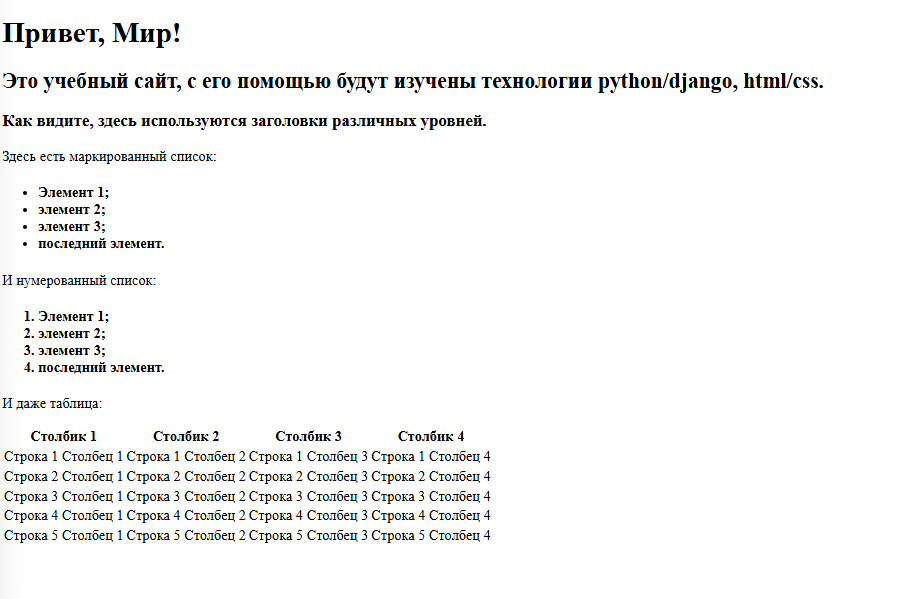 Привет, Мир!
Это учебный сайт, с его помощью будут изучены технологии python/django, html/css.
Как видите, здесь используются заголовки различных уровней.
Здесь есть маркированный список:
• Элемент 1;
• элемент 2;
• элемент 3;
• последний элемент.
И нумерованный список:
1. Элемент 1;
2. элемент 2;
3. элемент 3;
4. последний элемент.
И даже таблица:
Столбик 1 Столбик 2 Столбик 3 Столбик 4
Строка 1 Столбец 1 Строка 1 Столбец 2 Строка 1 Столбец 3 Строка 1 Столбец 4
Строка 2 Столбец 1 Строка 2 Столбец 2 Строка 2 Столбец 3 Строка 2 Столбец 4
Строка 3 Столбец 1 Строка 3 Столбец 2 Строка 3 Столбец 3 Строка 3 Столбец 4
Строка 4 Столбец 1 Строка 4 Столбец 2 Строка 4 Столбец 3 Строка 4 Столбец 4
Строка 5 Столбец 1 Строка 5 Столбец 2 Строка 5 Столбец 3 Строка 5 Столбец 4